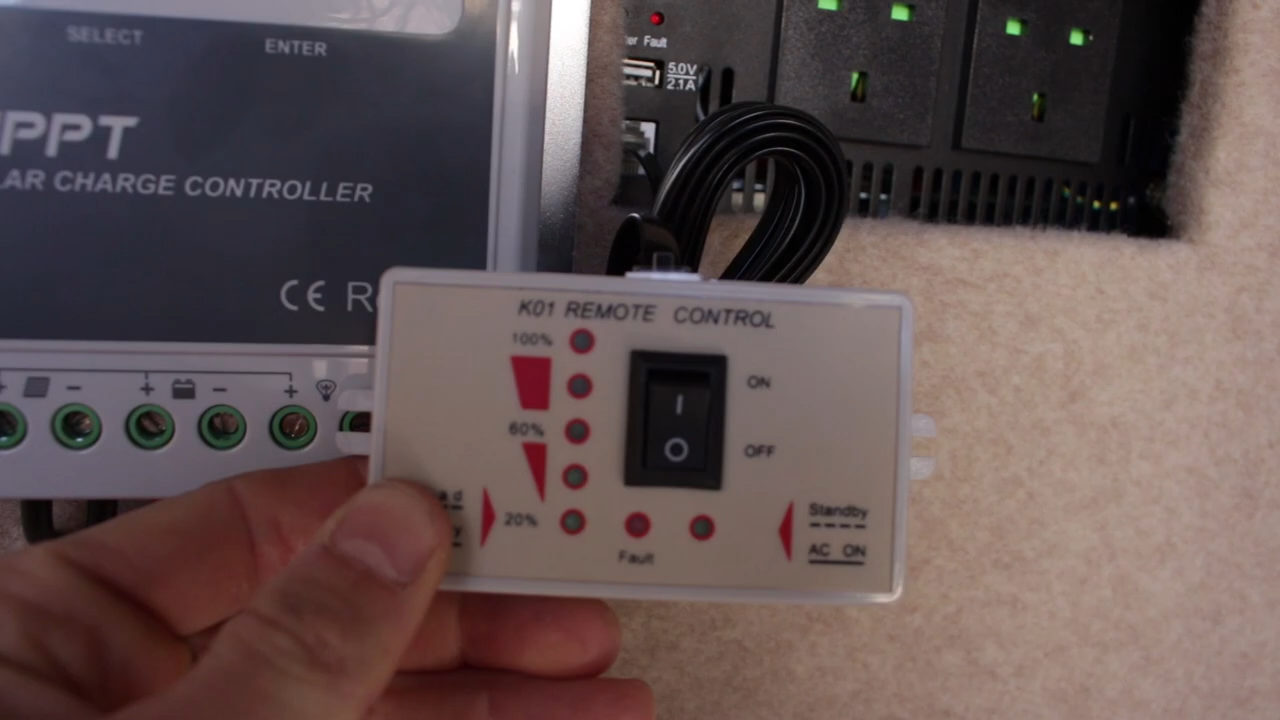 SELECT ENTER
Fault
5.0V
2.1A
PPT
CHARGE CONTROLLER
CE
K01 REMOTE CONTROL
100%
ON
60%
OFF
20%
Standby
AC ON
Fault